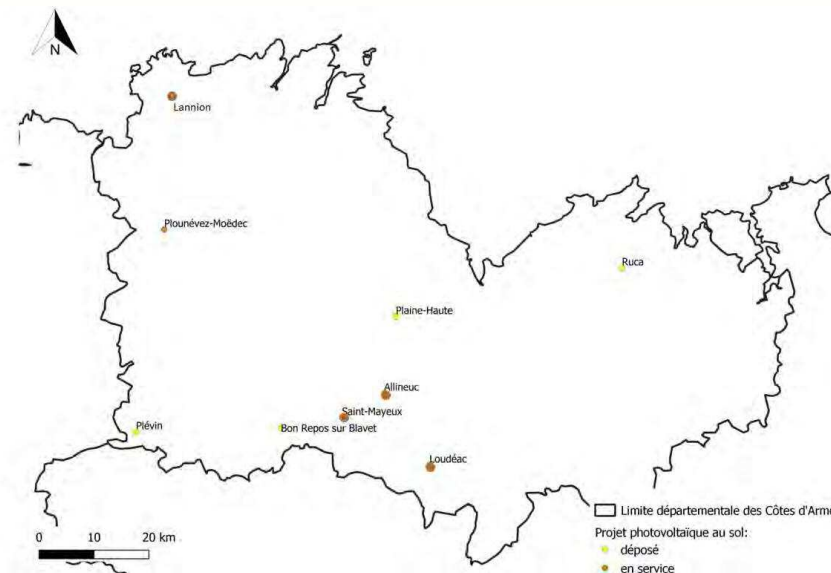 N
Lannion
Plounévez-Moëdec
Ruca
Plaine-Haute
Allineuc
Saint-Mayeux
Plévin
Bon Repos sur Blavet
Loudéac
0 10 20 km
Limite départementale des Côtes d'Armo
Projet photovoltaïque au sol:
déposé
en service